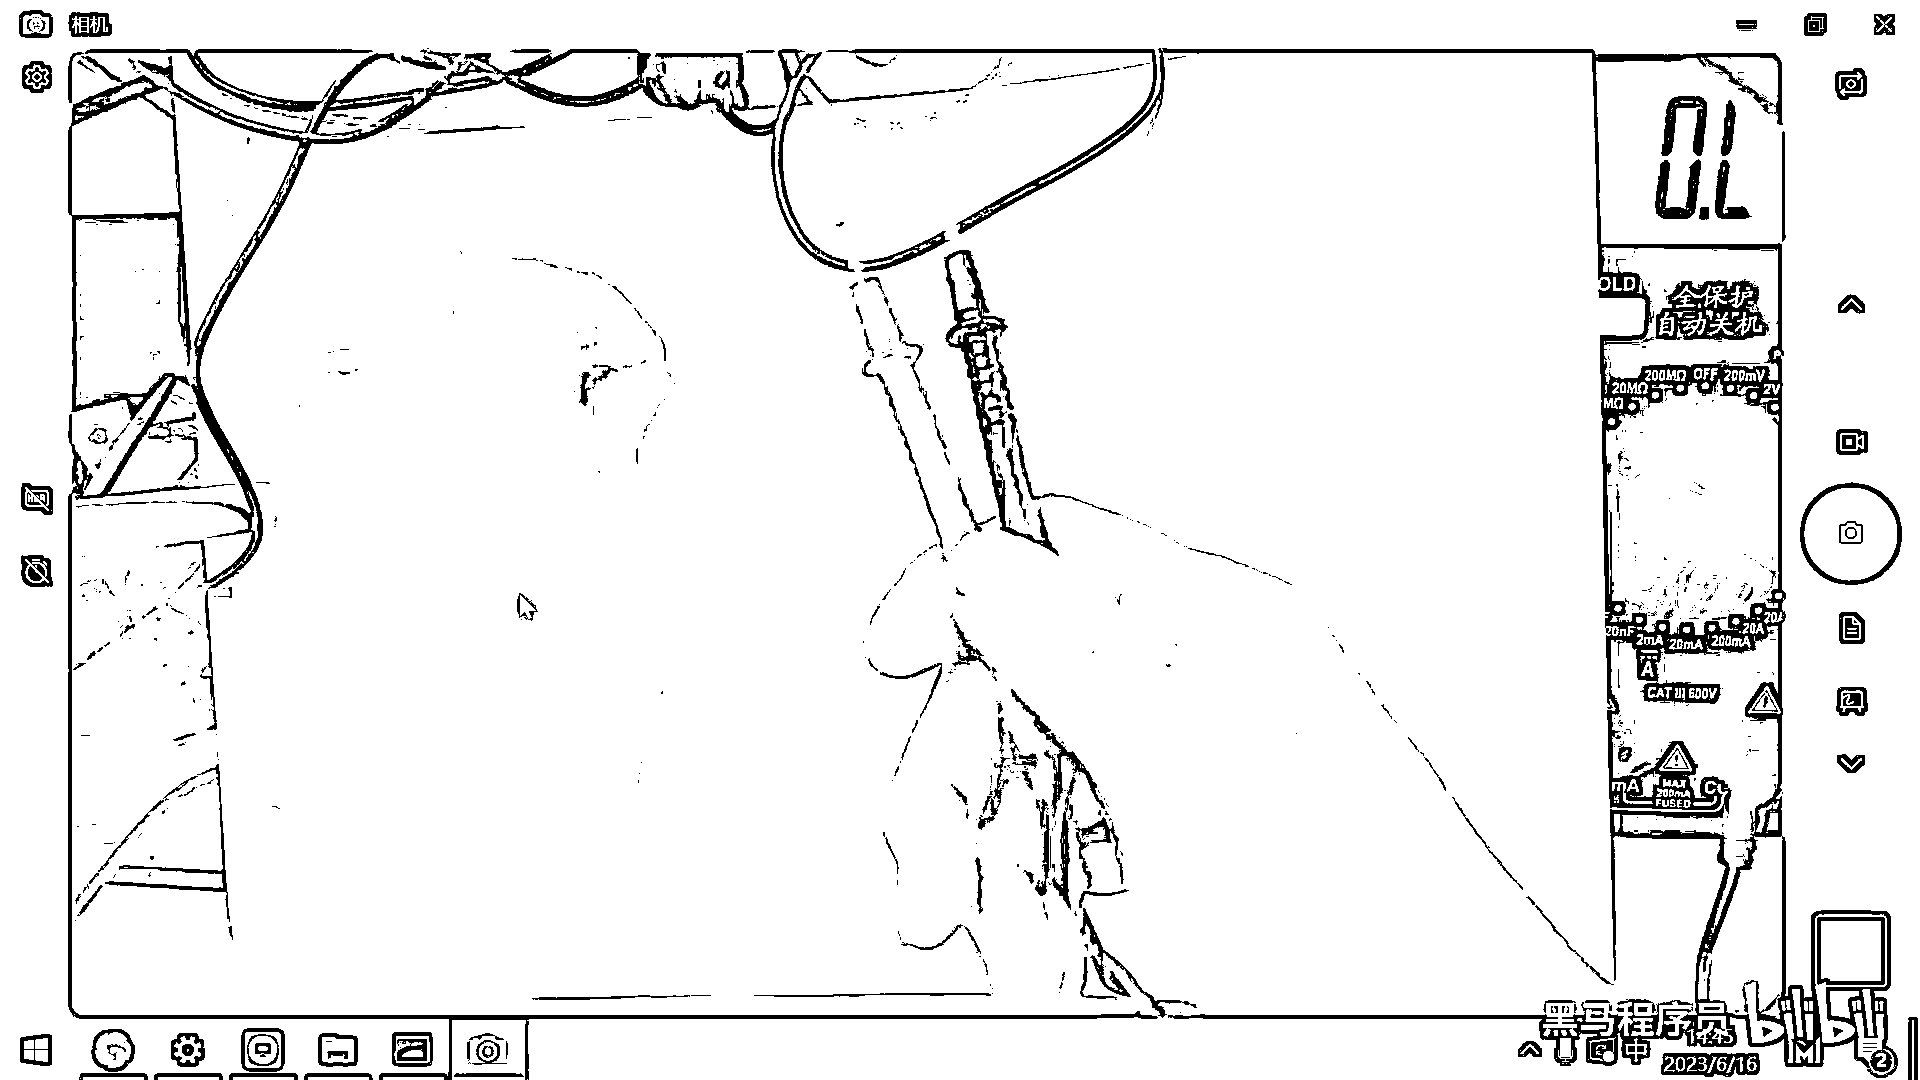 相机
0.L
OLD
全保护
自动关机
200MΩ OFF 200mV
20MΩ 2V
MΩ
20nF 2mA 20mA 200mA 20A 20A
A
CAT III 600V
mA MAX 200mA FUSED
黑马程序员 bilibili
中
14:45
2023/6/16
2